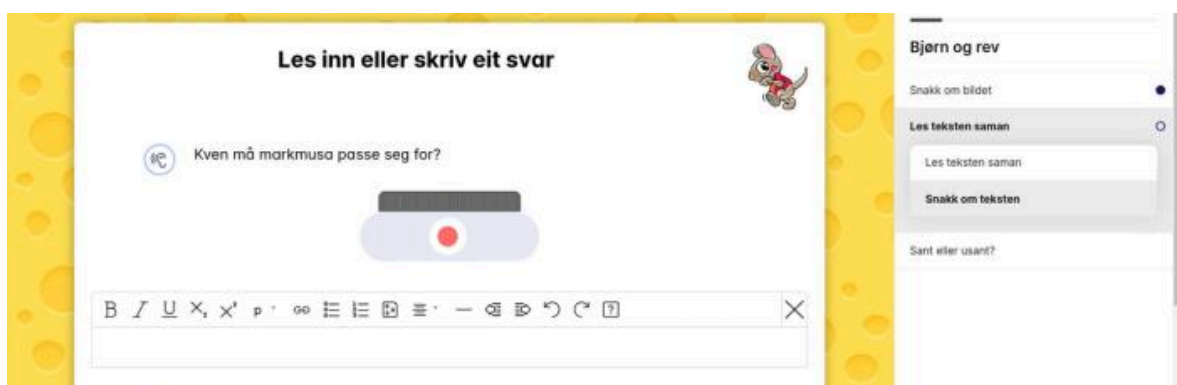 Les inn eller skriv eit svar
Kven må markmusa passe seg for?
B I U X₁ X' p
Bjørn og rev
Snakk om bildet
Les teksten saman
Les teksten saman
Snakk om teksten
Sant eller usant?